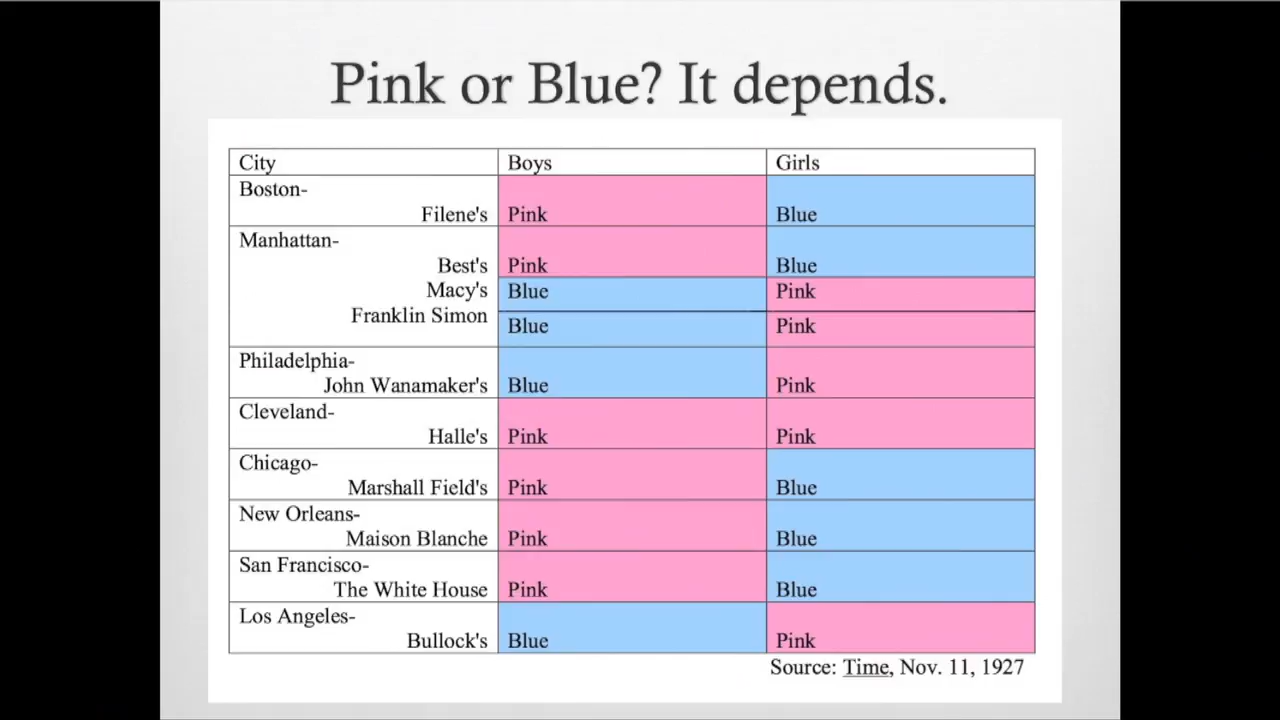 Pink or Blue? It depends.
City Boys Girls
Boston-
Filene's Pink Blue
Manhattan-
Best's Pink Blue
Macy's Blue Pink
Franklin Simon Blue Pink
Philadelphia-
John Wanamaker's Blue Pink
Cleveland-
Halle's Pink Pink
Chicago-
Marshall Field's Pink Blue
New Orleans-
Maison Blanche Pink Blue
San Francisco-
The White House Pink Blue
Los Angeles-
Bullock's Blue Pink
Source: Time, Nov. 11, 1927